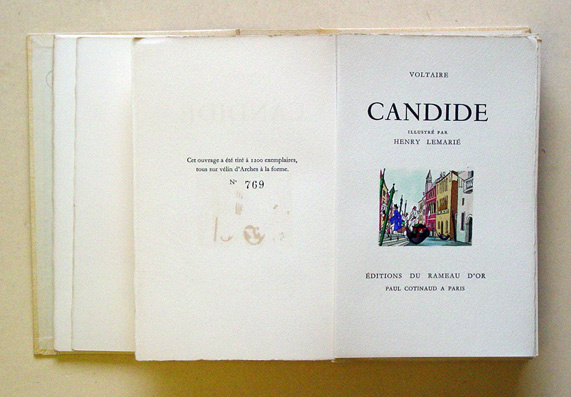 Cet ouvrage a été tiré à 1200 exemplaires,
tous sur vélin d'Arches à la forme.
N° 769
VOLTAIRE
CANDIDE
ILLUSTRÉ PAR
HENRY LEMARIÉ
ÉDITIONS DU RAMEAU D'OR
PAUL COTINAUD A PARIS